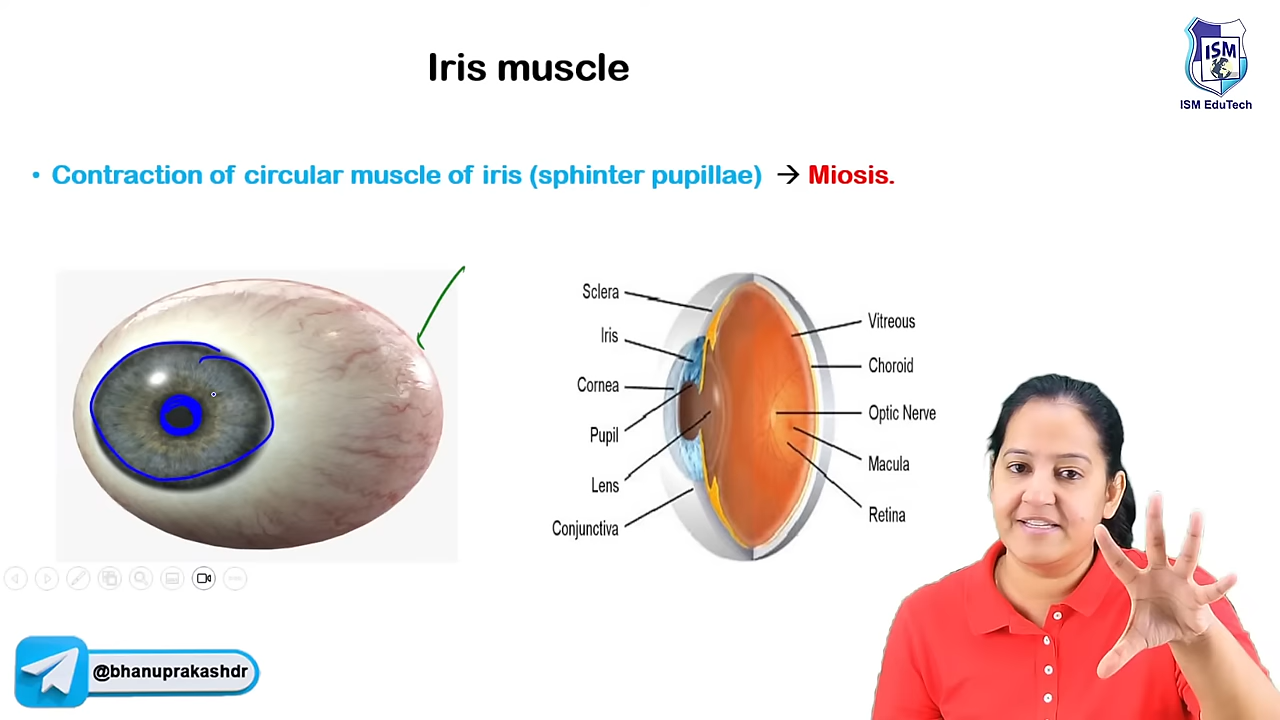 Iris muscle
ISM
ISM EduTech
• Contraction of circular muscle of iris (sphinter pupillae) → Miosis.
Sclera
Iris
Cornea
Pupil
Lens
Conjunctiva
Vitreous
Choroid
Optic Nerve
Macula
Retina
@bhanuprakashdr